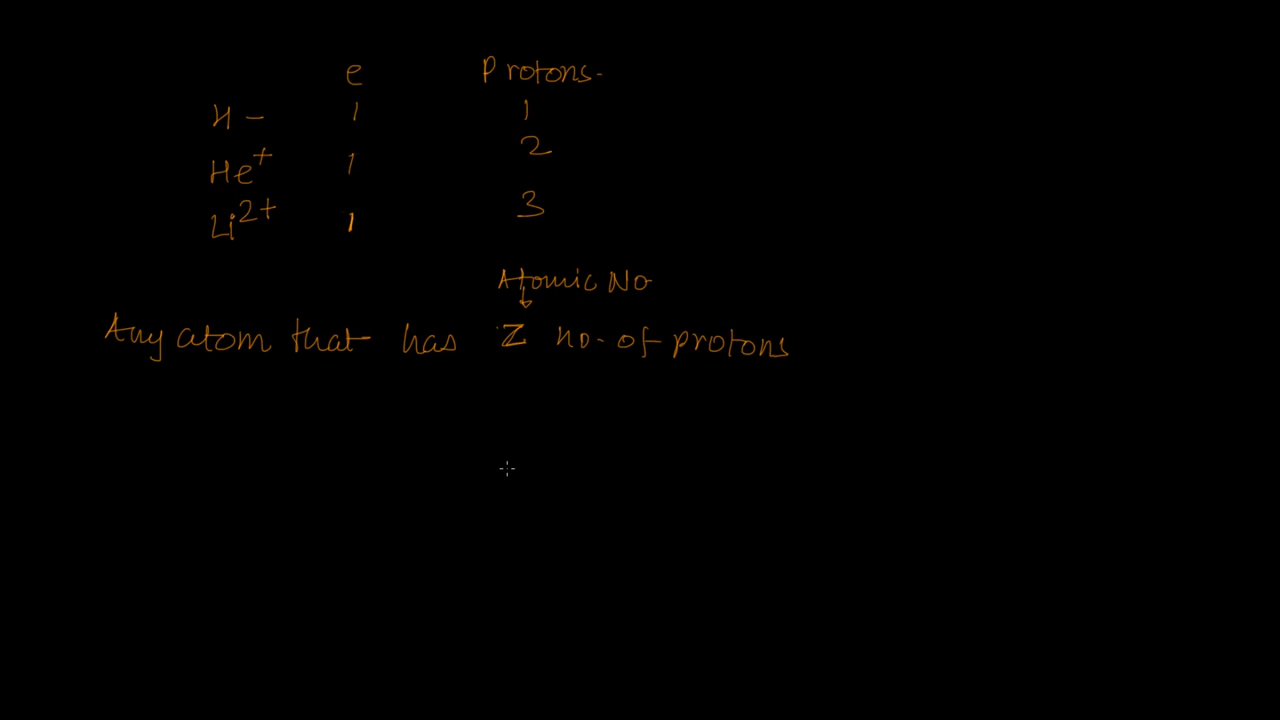 e Protons.
H - 1 1
He+ 1 2
Li2+ 1 3
Atomic No
Any atom that has Z no. of protons